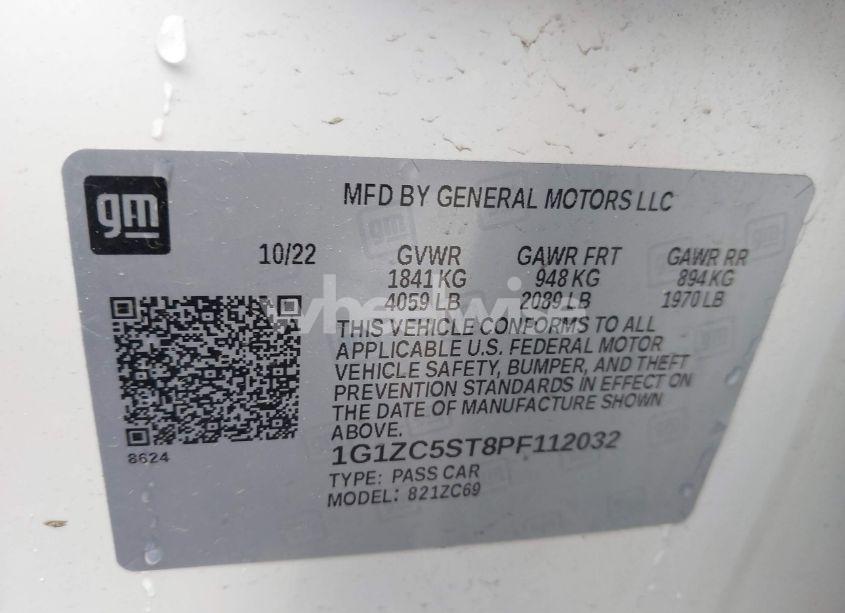 gm
MFD BY GENERAL MOTORS LLC
10/22 GVWR GAWR FRT GAWR RR
1841 KG 948 KG 894 KG
4059 LB 2089 LB 1970 LB
wheelwise
THIS VEHICLE CONFORMS TO ALL
APPLICABLE U.S. FEDERAL MOTOR
VEHICLE SAFETY, BUMPER, AND THEFT
PREVENTION STANDARDS IN EFFECT ON
THE DATE OF MANUFACTURE SHOWN
ABOVE.
8624
1G1ZC5ST8PF112032
TYPE: PASS CAR
MODEL: 821ZC69